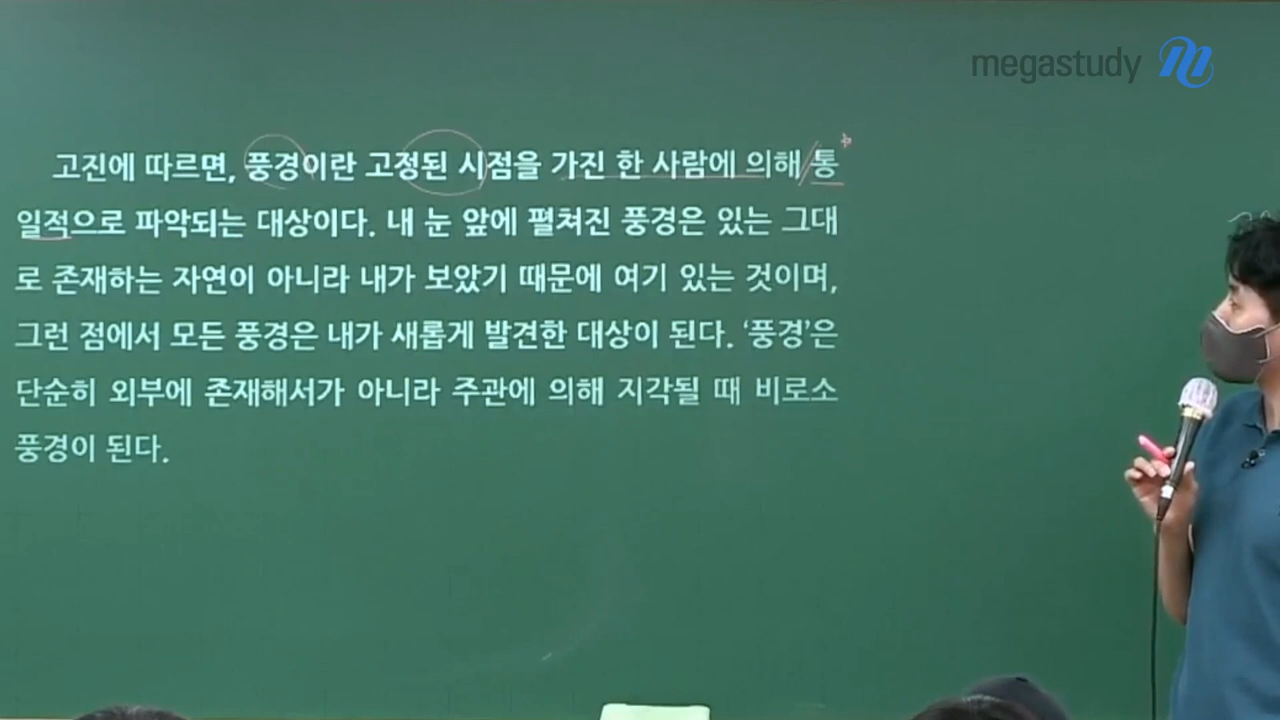 megastudy
고진에 따르면, 풍경이란 고정된 시점을 가진 한 사람에 의해 통
일적으로 파악되는 대상이다. 내 눈 앞에 펼쳐진 풍경은 있는 그대
로 존재하는 자연이 아니라 내가 보았기 때문에 여기 있는 것이며,
그런 점에서 모든 풍경은 내가 새롭게 발견한 대상이 된다. ‘풍경’은
단순히 외부에 존재해서가 아니라 주관에 의해 지각될 때 비로소
풍경이 된다.